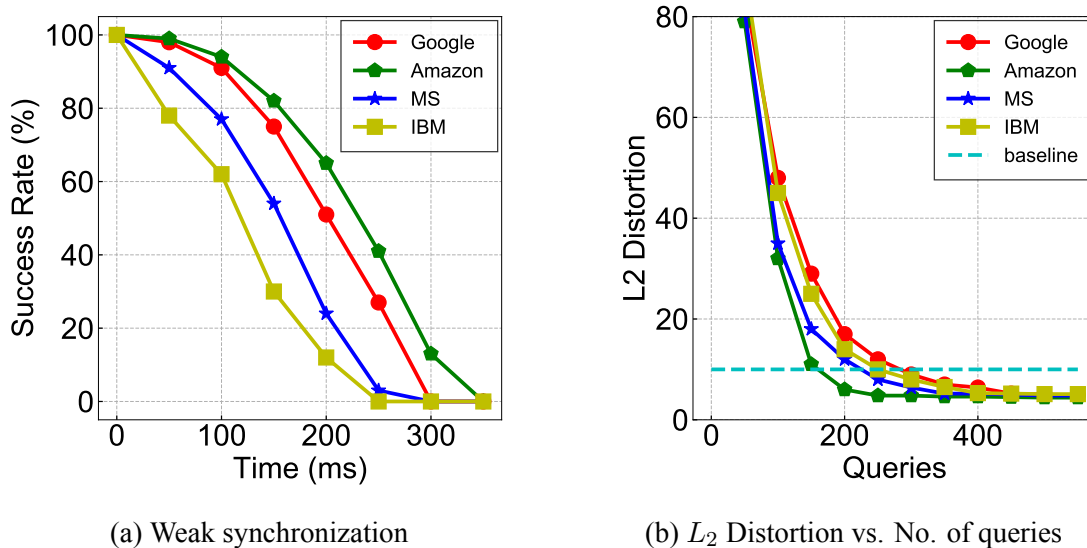 100
80
60
40
20
0
Success Rate (%)
Google
Amazon
MS
IBM
0
100
200
300
Time (ms)
(a) Weak synchronization
80
60
40
20
0
L2 Distortion
Google
Amazon
MS
IBM
baseline
0
200
400
Queries
(b) L2 Distortion vs. No. of queries